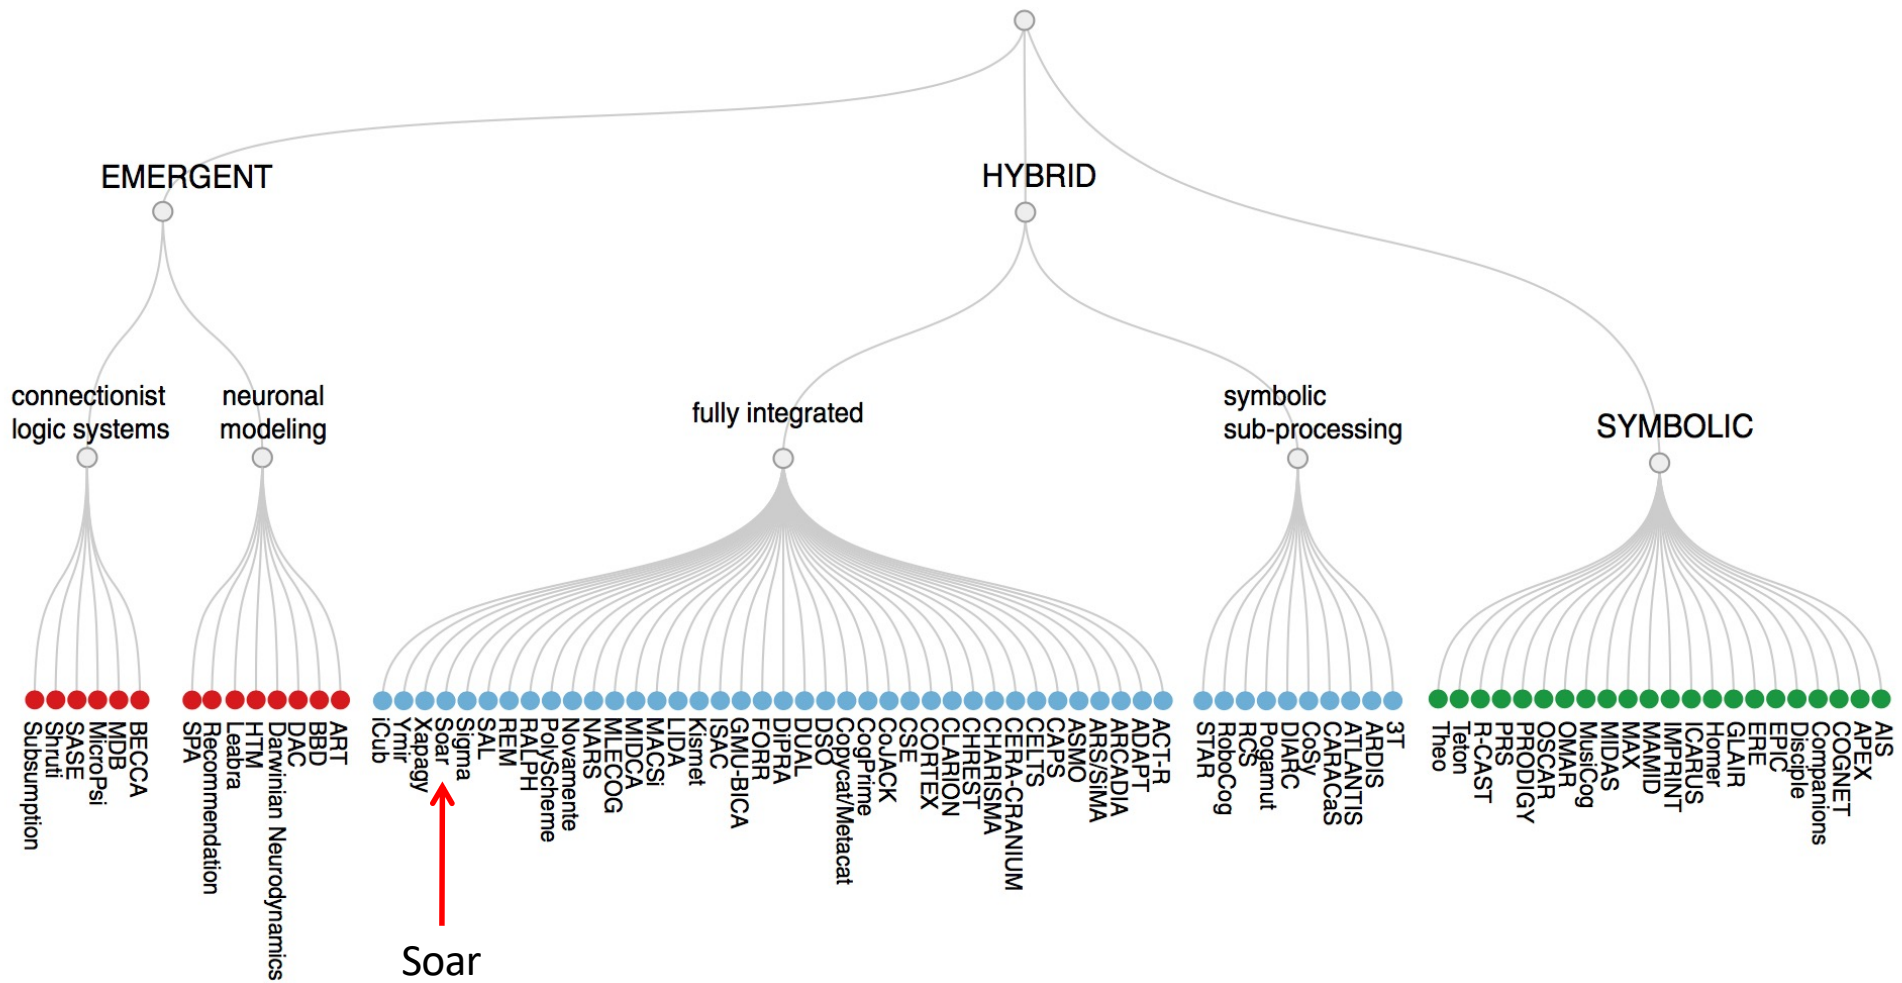 EMERGENT
HYBRID
connectionist
logic systems
neuronal
modeling
fully integrated
symbolic
sub-processing
SYMBOLIC
Subsumption
Shruti
SASE
MicroPsi
MDB
BECCA
SPA
Recommendation
Leabra
HTM
Darwinian Neurodynamics
DAC
BBD
ART
iCub
Ymir
Xapagy
Soar
Sigma
SAL
REM
RALPH
PolyScheme
Novamente
NARS
MLECOG
MIDCA
MACSi
LIDA
Kismet
ISAC
GMU-BICA
FORR
DiPRA
DUAL
DSO
Copycat/Metacat
CogPrime
CoJACK
CSE
CORTEX
CLARION
CHREST
CHARISMA
CERA-CRANIUM
CELTS
CAPS
ASMO
ARS/SiMA
ARCADIA
ADAPT
ACT-R
STAR
RoboCog
RCS
Pogamut
DIARC
CoSy
CARACaS
ATLANTIS
ARDIS
3T
Theo
Teton
R-CAST
PRS
PRODIGY
OSCAR
OMAR
MusiCog
MIDAS
MAX
MAMID
IMPRINT
ICARUS
Homer
GLAIR
ERE
EPIC
Disciple
Companions
COGNET
APEX
AIS
Soar